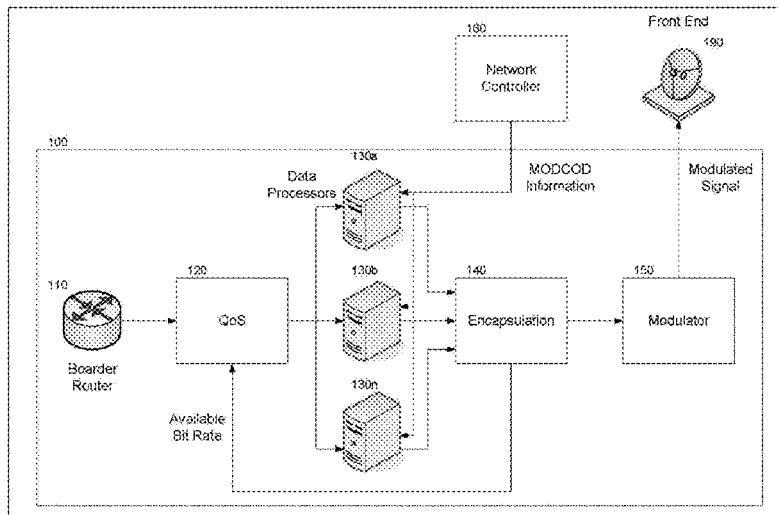 Front End
190
160
Network
Controller
100
130a
Data
Processors
MODCOD
Information
Modulated
Signal
110
120
130b
140
150
QoS
Encapsulation
Modulator
Boarder
Router
130n
Available
Bit Rate